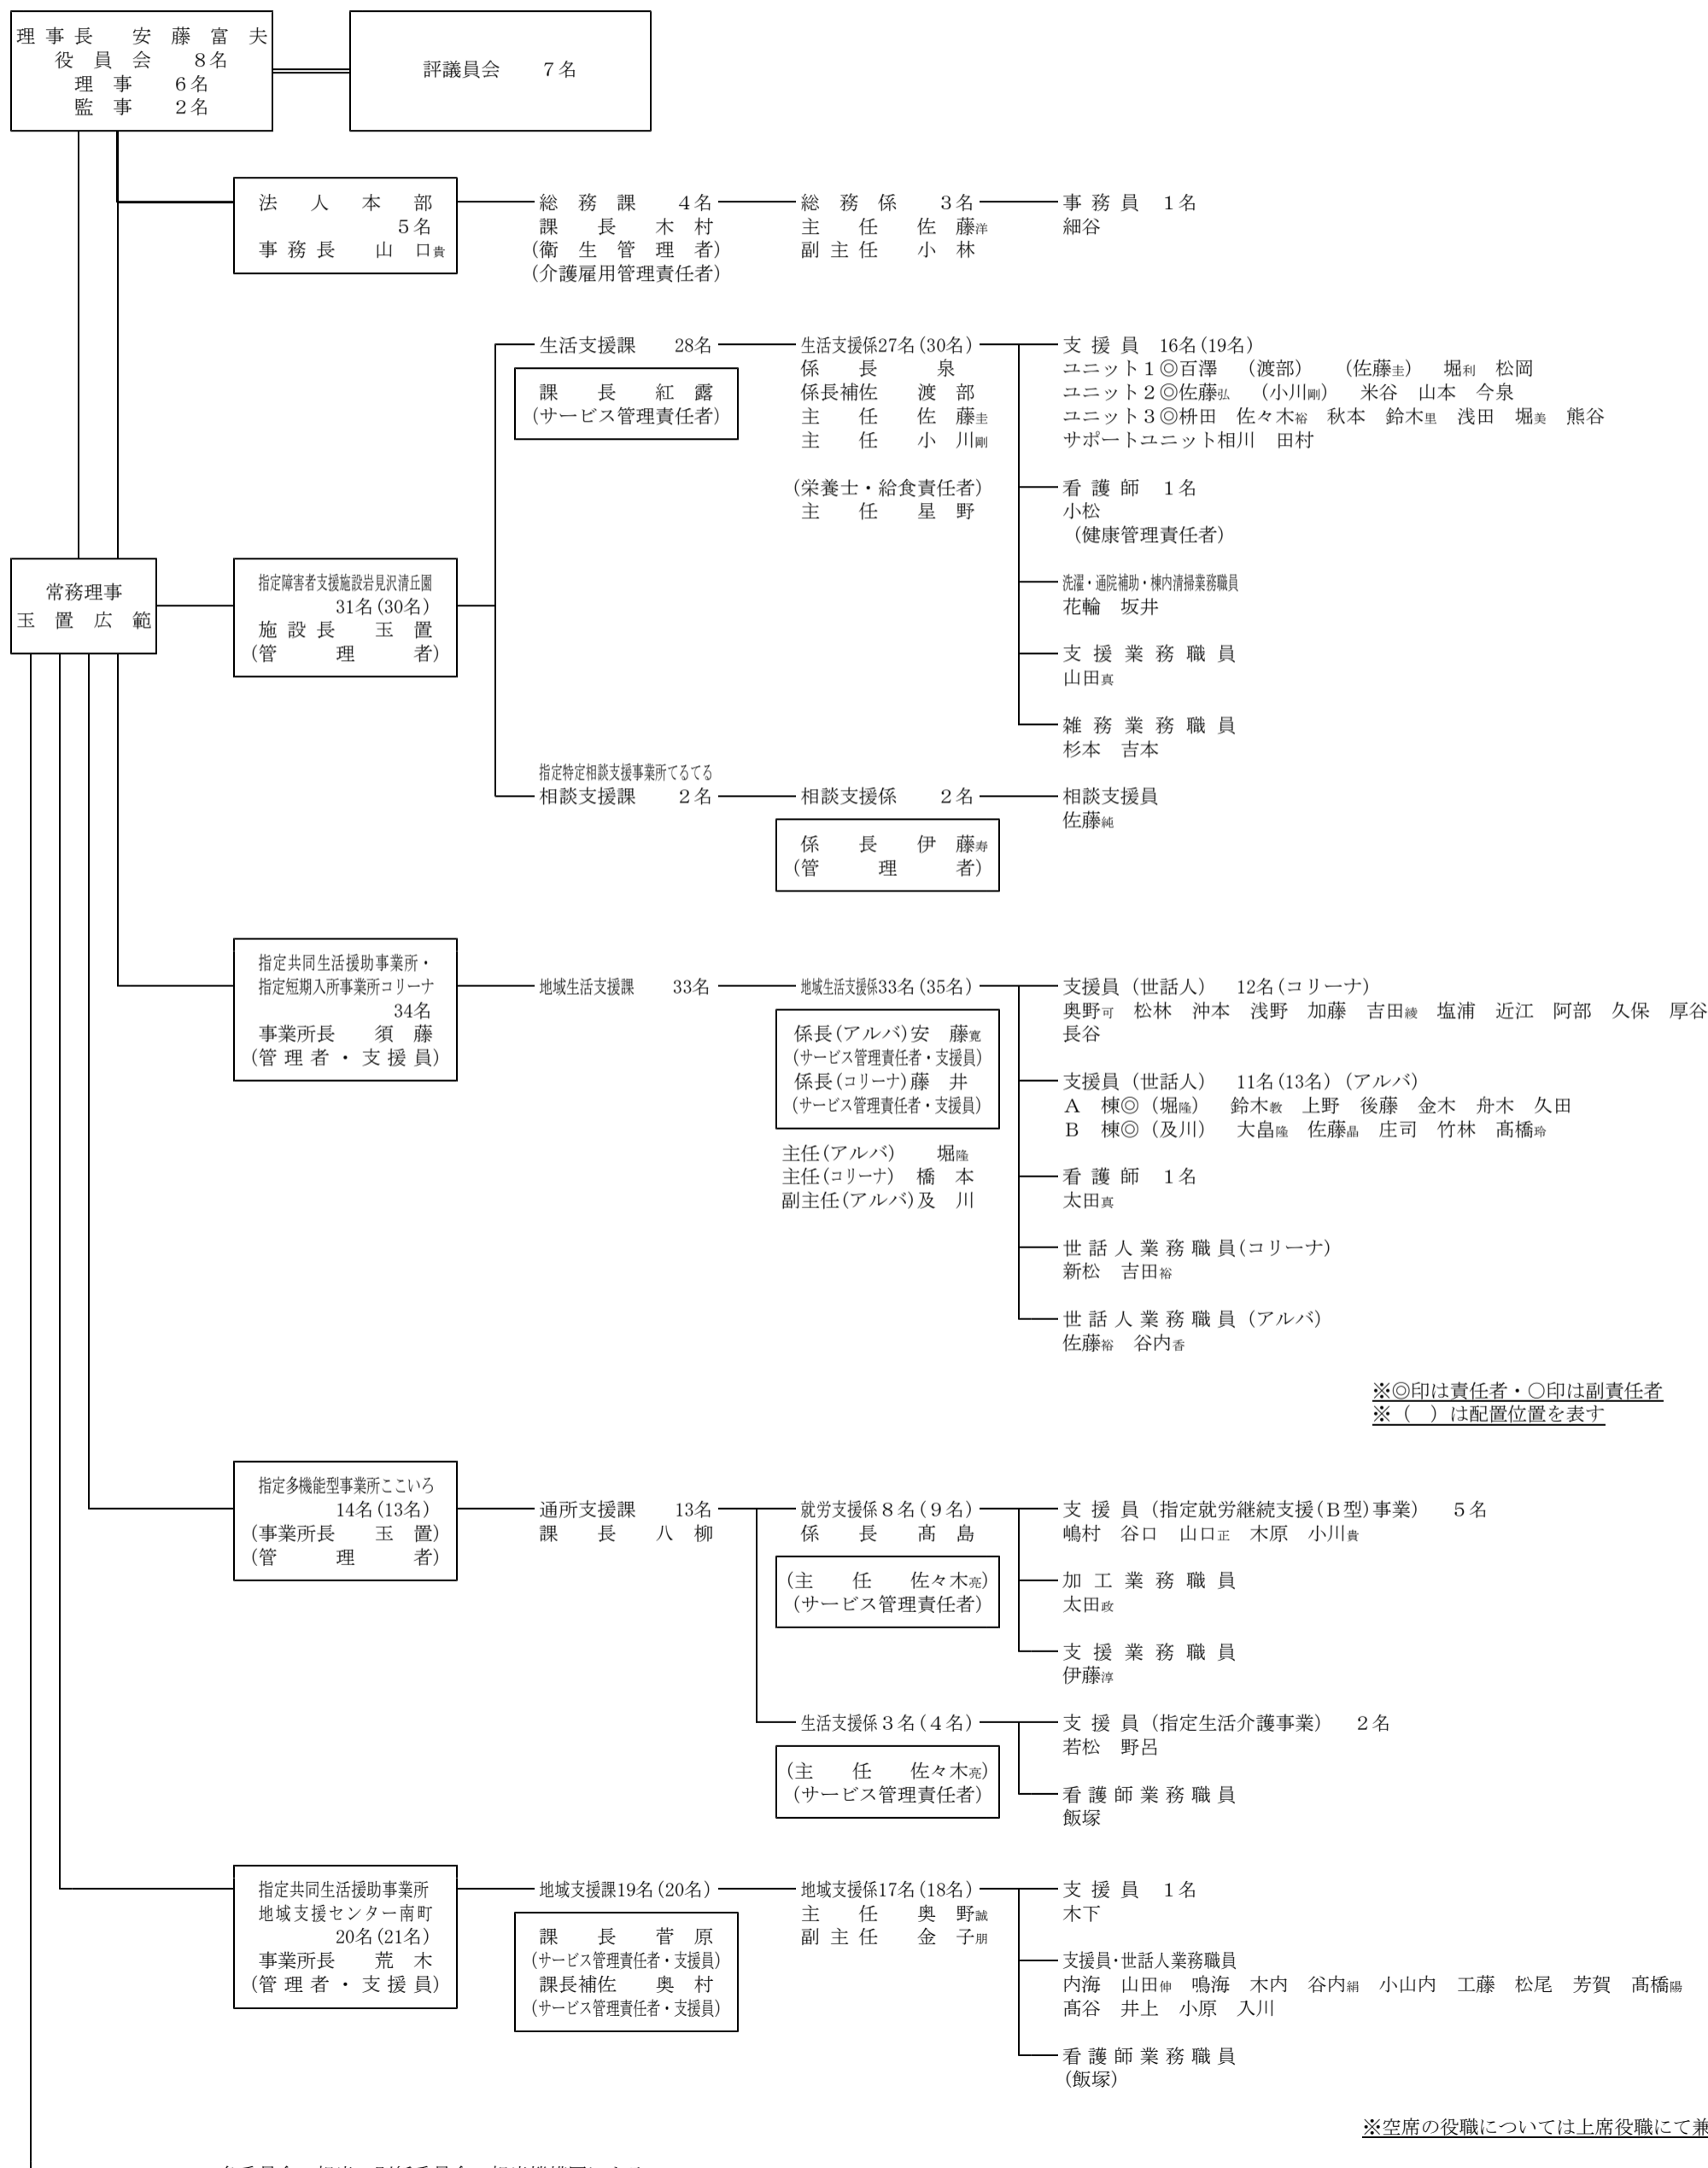 理事長　安藤富夫
役員会　８名
理事　６名
監事　２名
評議員会　７名
法人本部
５名
事務長　山口貴
総務課　４名
課長　木村
(衛生管理者)
(介護雇用管理責任者)
総務係　３名
主任　佐藤洋
副主任　小林
事務員　１名
細谷
常務理事
玉置広範
指定障害者支援施設岩見沢清丘園
31名(30名)
施設長　玉置
(管理者)
生活支援課　28名
課長　紅露
(サービス管理責任者)
生活支援係27名(30名)
係長　泉
係長補佐　渡部
主任　佐藤圭
主任　小川剛
(栄養士・給食責任者)
主任　星野
支援員　16名(19名)
ユニット１◎百澤　（渡部）　（佐藤圭）　堀利　松岡
ユニット２◎佐藤弘　（小川剛）　米谷　山本　今泉
ユニット３◎枡田　佐々木裕　秋本　鈴木里　浅田　堀美　熊谷
サポートユニット相川　田村
看護師　１名
小松
（健康管理責任者）
洗濯・通院補助・棟内清掃業務職員
花輪　坂井
支援業務職員
山田真
雑務業務職員
杉本　吉本
指定特定相談支援事業所てるてる
相談支援課　２名
相談支援係　２名
係長　伊藤寿
(管理者)
相談支援員
佐藤純
指定共同生活援助事業所・
指定短期入所事業所コリーナ
34名
事業所長　須藤
(管理者・支援員)
地域生活支援課　33名
地域生活支援係33名(35名)
係長(アルバ)安藤寛
(サービス管理責任者・支援員)
係長(コリーナ)藤井
(サービス管理責任者・支援員)
主任(アルバ)　堀隆
主任(コリーナ)　橋本
副主任(アルバ)及川
支援員（世話人）　12名(コリーナ)
奥野可　松林　沖本　浅野　加藤　吉田綾　塩浦　近江　阿部　久保　厚谷
長谷
支援員（世話人）　11名(13名)（アルバ）
Ａ　棟◎（堀隆）　鈴木教　上野　後藤　金木　舟木　久田
Ｂ　棟◎（及川）　大畠隆　佐藤晶　庄司　竹林　髙橋玲
看護師　１名
太田真
世話人業務職員(コリーナ)
新松　吉田裕
世話人業務職員（アルバ）
佐藤裕　谷内香
※◎印は責任者・〇印は副責任者
※（　）は配置位置を表す
指定多機能型事業所ここいろ
14名(13名)
(事業所長　玉置)
(管理者)
通所支援課　13名
課長　八柳
就労支援係８名(９名)
係長　髙島
(主任　佐々木亮)
(サービス管理責任者)
支援員（指定就労継続支援(Ｂ型)事業）　５名
嶋村　谷口　山口正　木原　小川貴
加工業務職員
太田政
支援業務職員
伊藤淳
生活支援係３名(４名)
(主任　佐々木亮)
(サービス管理責任者)
支援員（指定生活介護事業）　２名
若松　野呂
看護師業務職員
飯塚
指定共同生活援助事業所
地域支援センター南町
20名(21名)
事業所長　荒木
(管理者・支援員)
地域支援課19名(20名)
課長　菅原
(サービス管理責任者・支援員)
課長補佐　奥村
(サービス管理責任者・支援員)
地域支援係17名(18名)
主任　奥野誠
副主任　金子朋
支援員　１名
木下
支援員・世話人業務職員
内海　山田伸　鳴海　木内　谷内絹　小山内　工藤　松尾　芳賀　髙橋陽
髙谷　井上　小原　入川
看護師業務職員
(飯塚)
※空席の役職については上席役職にて兼